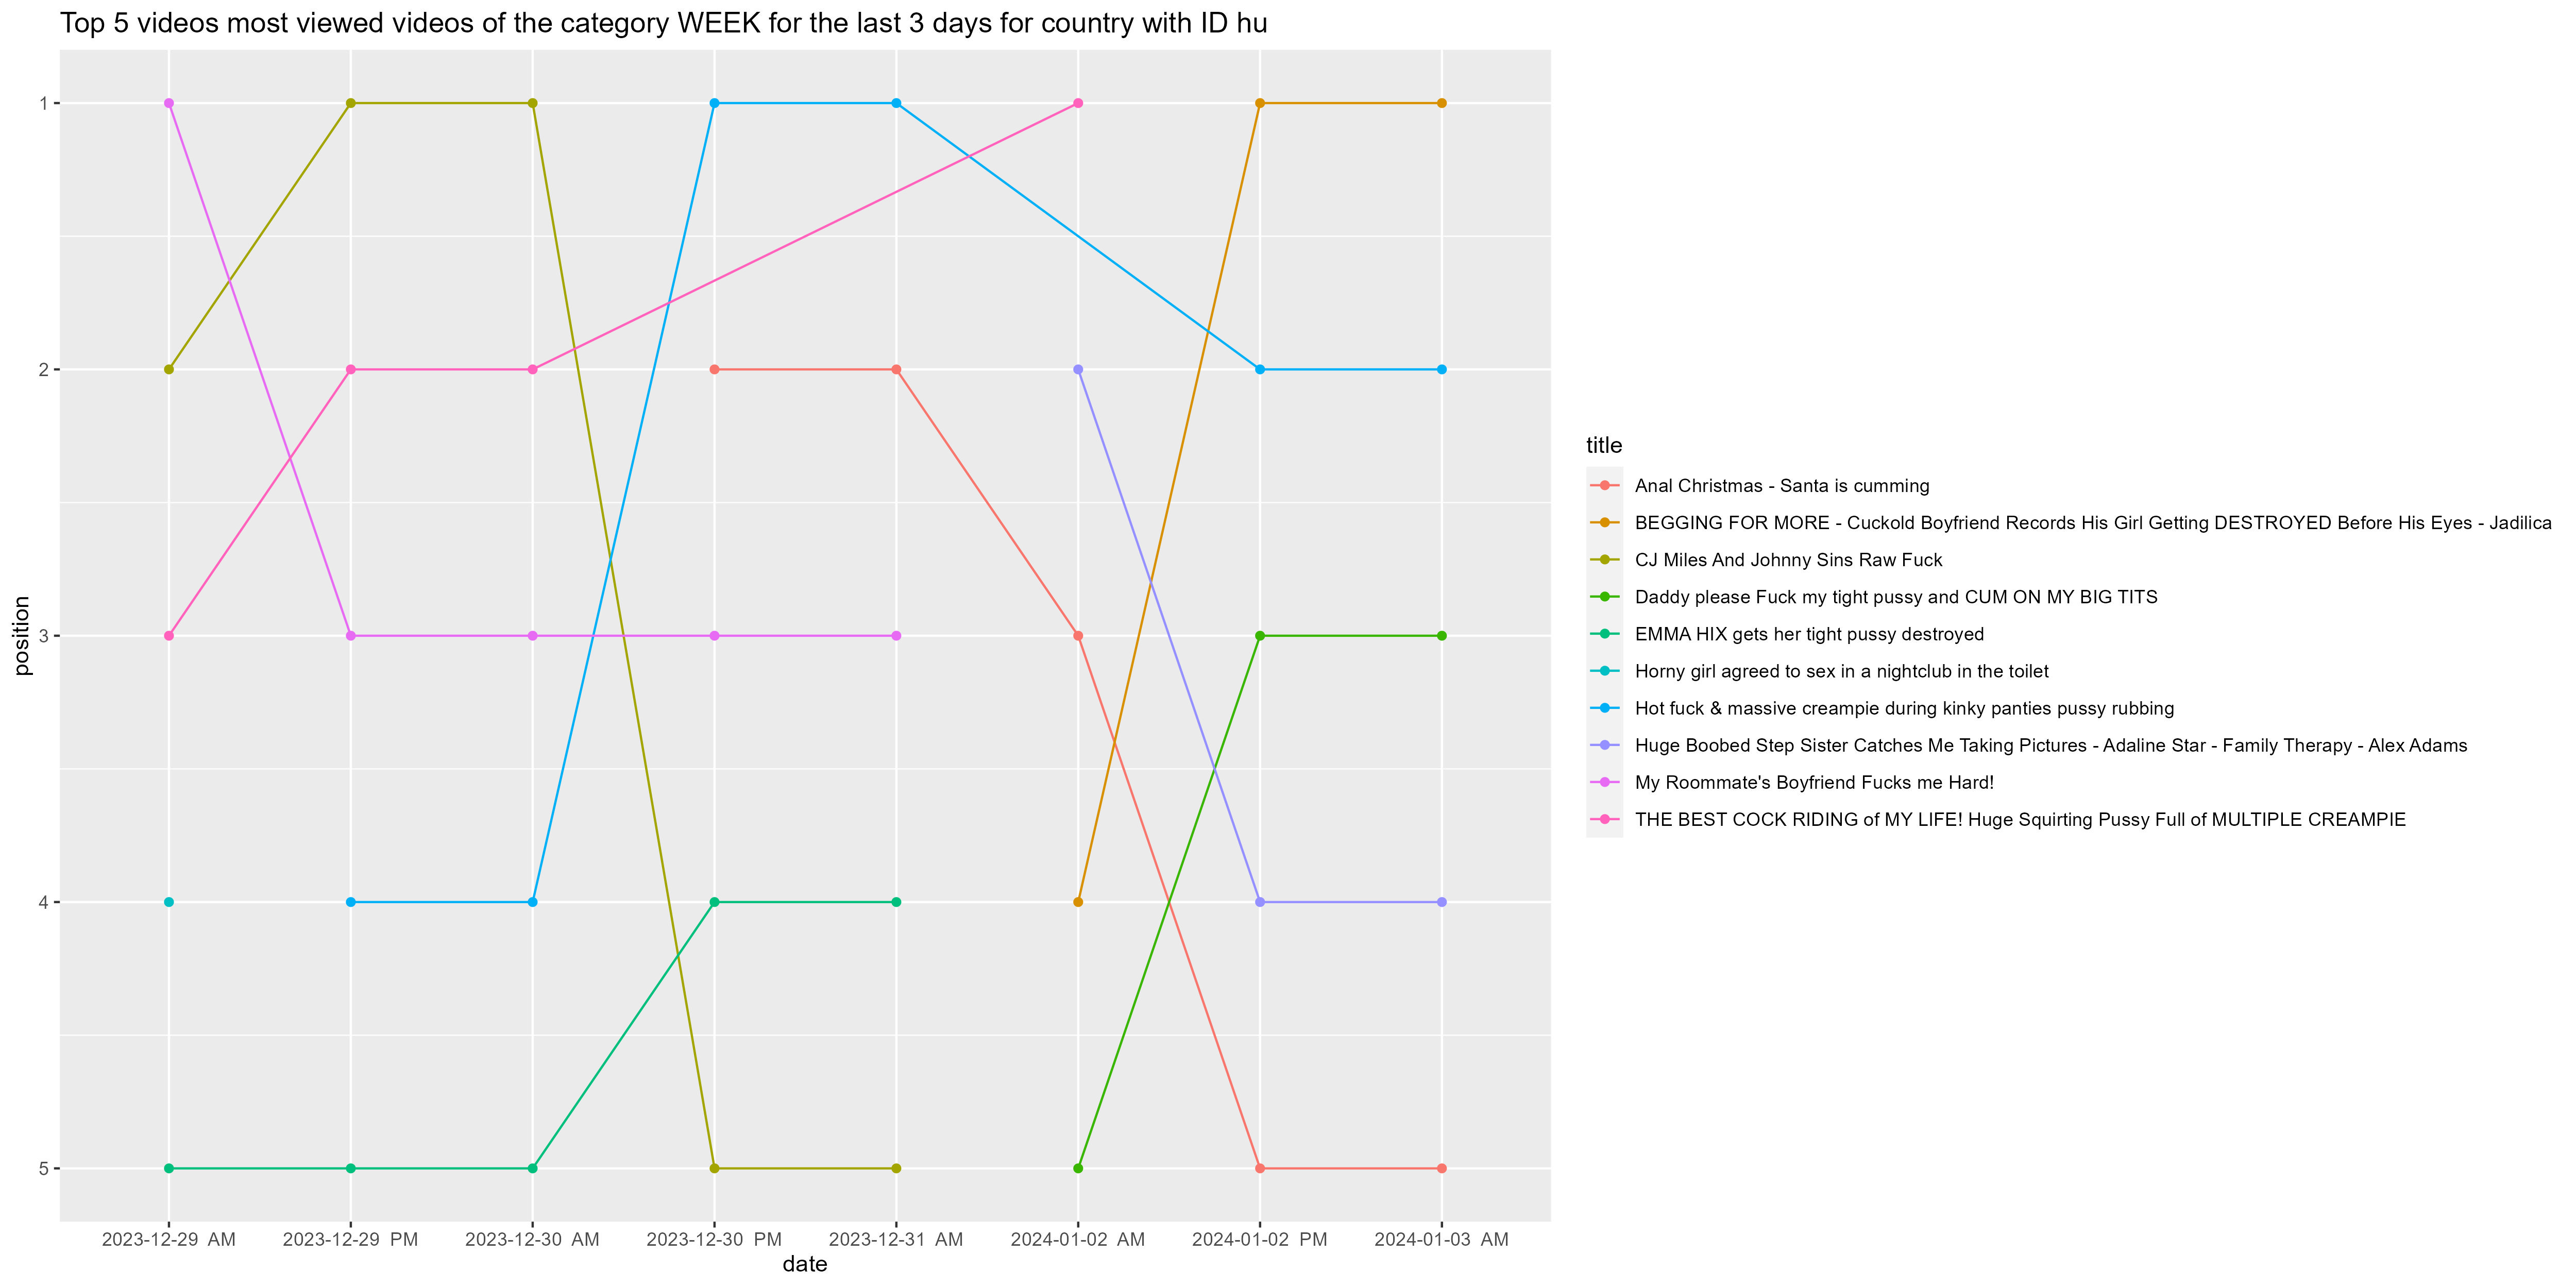 Top 5 videos most viewed videos of the category WEEK for the last 3 days for country with ID hu
1
2
3
4
5
position
2023-12-29 AM
2023-12-29 PM
2023-12-30 AM
2023-12-30 PM
2023-12-31 AM
2024-01-02 AM
2024-01-02 PM
2024-01-03 AM
date
title
Anal Christmas - Santa is cumming
BEGGING FOR MORE - Cuckold Boyfriend Records His Girl Getting DESTROYED Before His Eyes - Jadilica
CJ Miles And Johnny Sins Raw Fuck
Daddy please Fuck my tight pussy and CUM ON MY BIG TITS
EMMA HIX gets her tight pussy destroyed
Horny girl agreed to sex in a nightclub in the toilet
Hot fuck & massive creampie during kinky panties pussy rubbing
Huge Boobed Step Sister Catches Me Taking Pictures - Adaline Star - Family Therapy - Alex Adams
My Roommate's Boyfriend Fucks me Hard!
THE BEST COCK RIDING of MY LIFE! Huge Squirting Pussy Full of MULTIPLE CREAMPIE